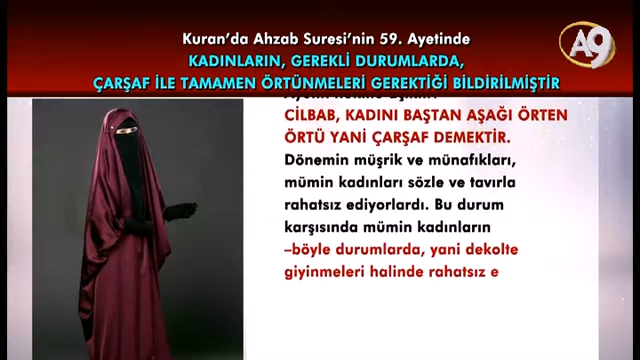 Kuran'da Ahzab Suresi'nin 59. Ayetinde
KADINLARIN, GEREKLİ DURUMLARDA,
ÇARŞAF İLE TAMAMEN ÖRTÜNMELERİ GEREKTİĞİ BİLDİRİLMİŞTİR
A9
CİLBAB, KADINI BAŞTAN AŞAĞI ÖRTEN
ÖRTÜ YANİ ÇARŞAF DEMEKTİR.
Dönemin müşrik ve münafıkları,
mümin kadınları sözle ve tavırla
rahatsız ediyorlardı. Bu durum
karşısında mümin kadınların
–böyle durumlarda, yani dekolte
giyinmeleri halinde rahatsız e